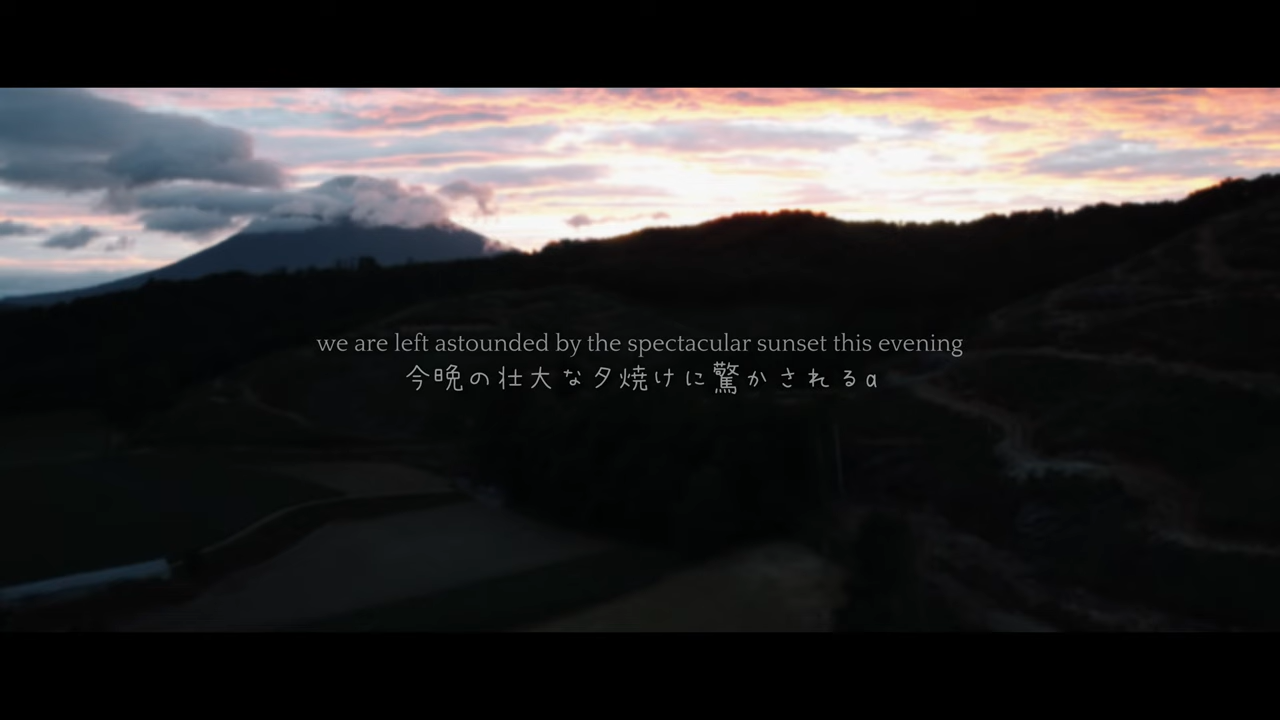 we are left astounded by the spectacular sunset this evening
今晩の壮大な夕焼けに驚かされるa